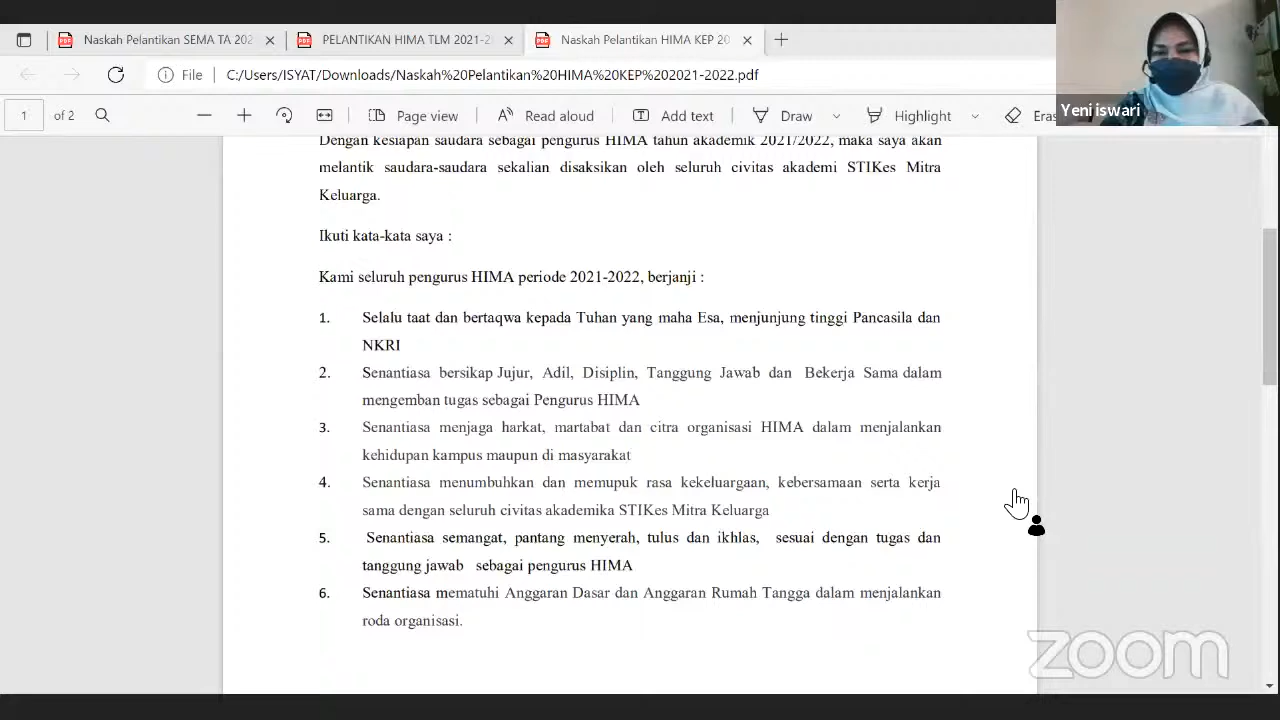 Naskah Pelantikan SEMA TA 202
PELANTIKAN HIMA TLM 2021-2
Naskah Pelantikan HIMA KEP 20
File
C:/Users/ISYAT/Downloads/Naskah%20Pelantikan%20HIMA%20KEP%202021-2022.pdf
Yeni iswari
1 of 2
Page view
Read aloud
Add text
Draw
Highlight
Eras
Dengan kesiapan saudara sebagai pengurus HIMA tahun akademik 2021/2022, maka saya akan
melantik saudara-saudara sekalian disaksikan oleh seluruh civitas akademi STIKes Mitra
Keluarga.
Ikuti kata-kata saya :
Kami seluruh pengurus HIMA periode 2021-2022, berjanji :
1. Selalu taat dan bertaqwa kepada Tuhan yang maha Esa, menjunjung tinggi Pancasila dan
NKRI
2. Senantiasa bersikap Jujur, Adil, Disiplin, Tanggung Jawab dan Bekerja Sama dalam
mengemban tugas sebagai Pengurus HIMA
3. Senantiasa menjaga harkat, martabat dan citra organisasi HIMA dalam menjalankan
kehidupan kampus maupun di masyarakat
4. Senantiasa menumbuhkan dan memupuk rasa kekeluargaan, kebersamaan serta kerja
sama dengan seluruh civitas akademika STIKes Mitra Keluarga
5. Senantiasa semangat, pantang menyerah, tulus dan ikhlas, sesuai dengan tugas dan
tanggung jawab sebagai pengurus HIMA
6. Senantiasa mematuhi Anggaran Dasar dan Anggaran Rumah Tangga dalam menjalankan
roda organisasi.
zoom